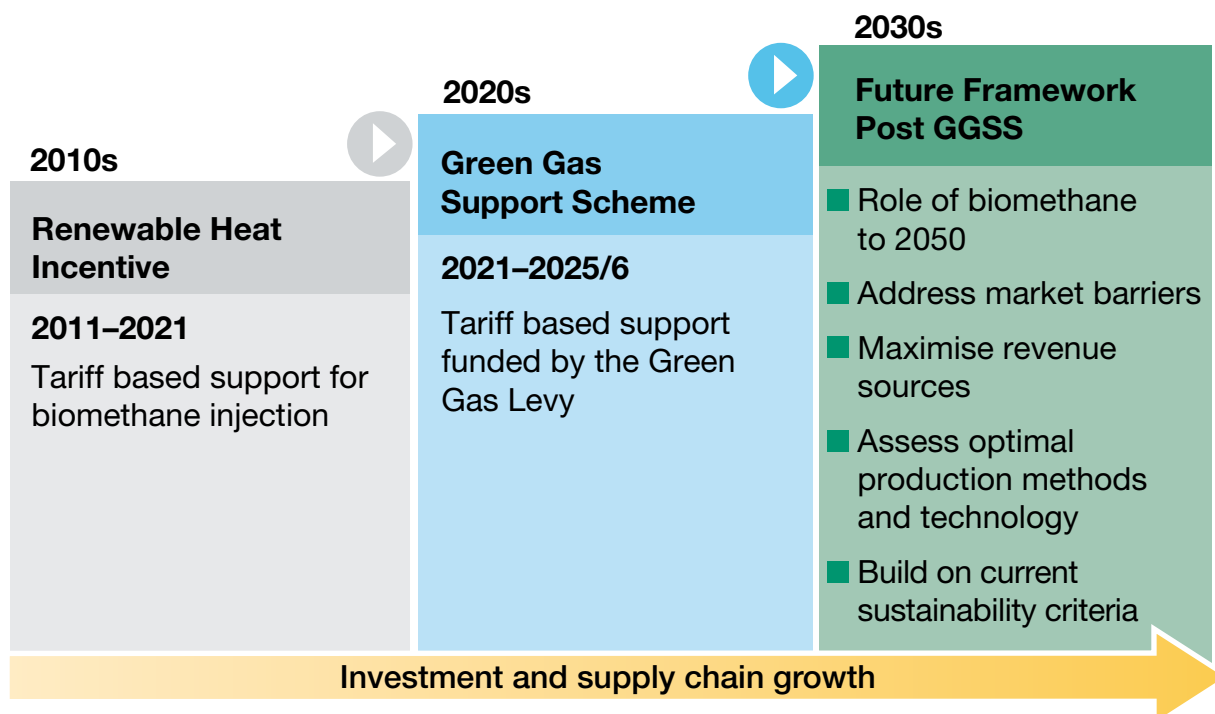 2010s
Renewable Heat
Incentive
2011–2021
Tariff based support for
biomethane injection
2020s
Green Gas
Support Scheme
2021–2025/6
Tariff based support
funded by the Green
Gas Levy
2030s
Future Framework
Post GGSS
Role of biomethane
to 2050
Address market barriers
Maximise revenue
sources
Assess optimal
production methods
and technology
Build on current
sustainability criteria
Investment and supply chain growth